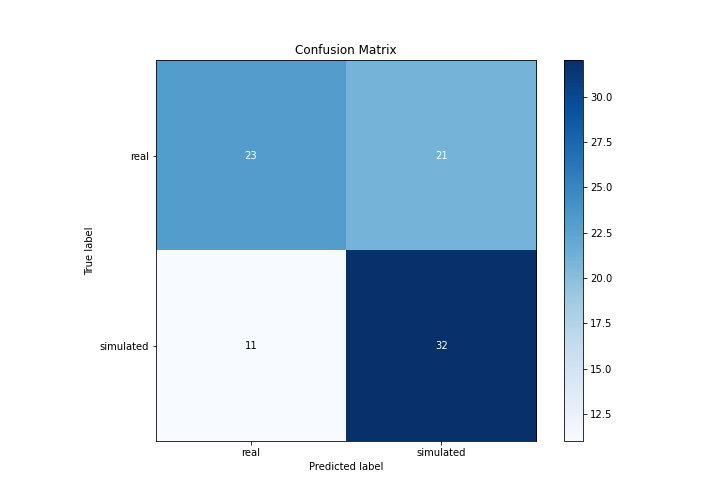 Confusion Matrix
real
23
21
simulated
11
32
real
simulated
True label
Predicted label
30.0
27.5
25.0
22.5
20.0
17.5
15.0
12.5